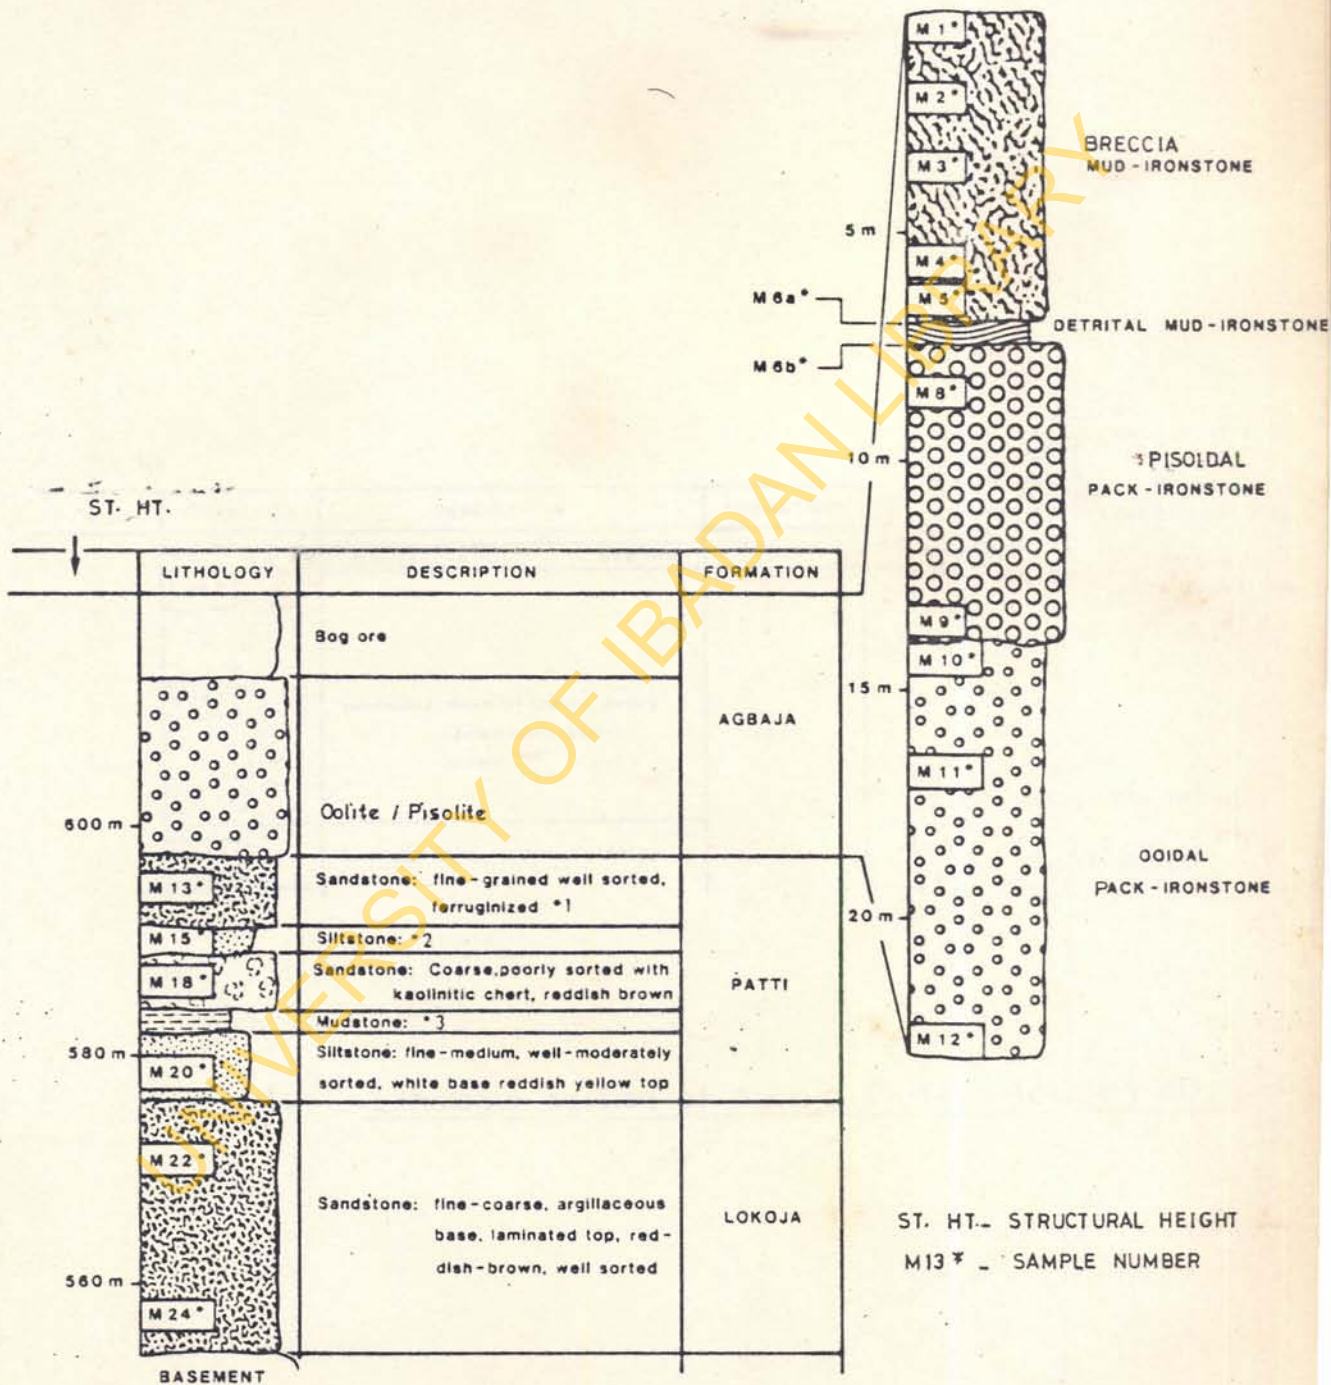 M 1*
M 2*
BRECCIA
MUD-IRONSTONE
M 3*
5 m
M 4*
M 6a*
M 5*
DETRITAL MUD-IRONSTONE
M 6b*
M 8*
10 m
PISOIDAL
PACK-IRONSTONE
ST. HT.
LITHOLOGY
DESCRIPTION
FORMATION
M 9*
Bog ore
M 10*
15 m
AGBAJA
M 11*
600 m
Oolite / Pisolite
OOIDAL
PACK-IRONSTONE
M 13*
Sandstone: fine-grained well sorted,
ferruginized *1
20 m
M 15*
Siltstone: *2
M 18*
Sandstone: Coarse,poorly sorted with
kaolinitic chert, reddish brown
PATTI
Mudstone: *3
M 12*
580 m
M 20*
Siltstone: fine-medium, well-moderately
sorted, white base reddish yellow top
M 22*
Sandstone: fine-coarse, argillaceous
base, laminated top, red-
dish-brown, well sorted
LOKOJA
ST. HT.- STRUCTURAL HEIGHT
M13* - SAMPLE NUMBER
560 m
M 24*
BASEMENT
UNIVERSITY OF IBADAN LIBRARY